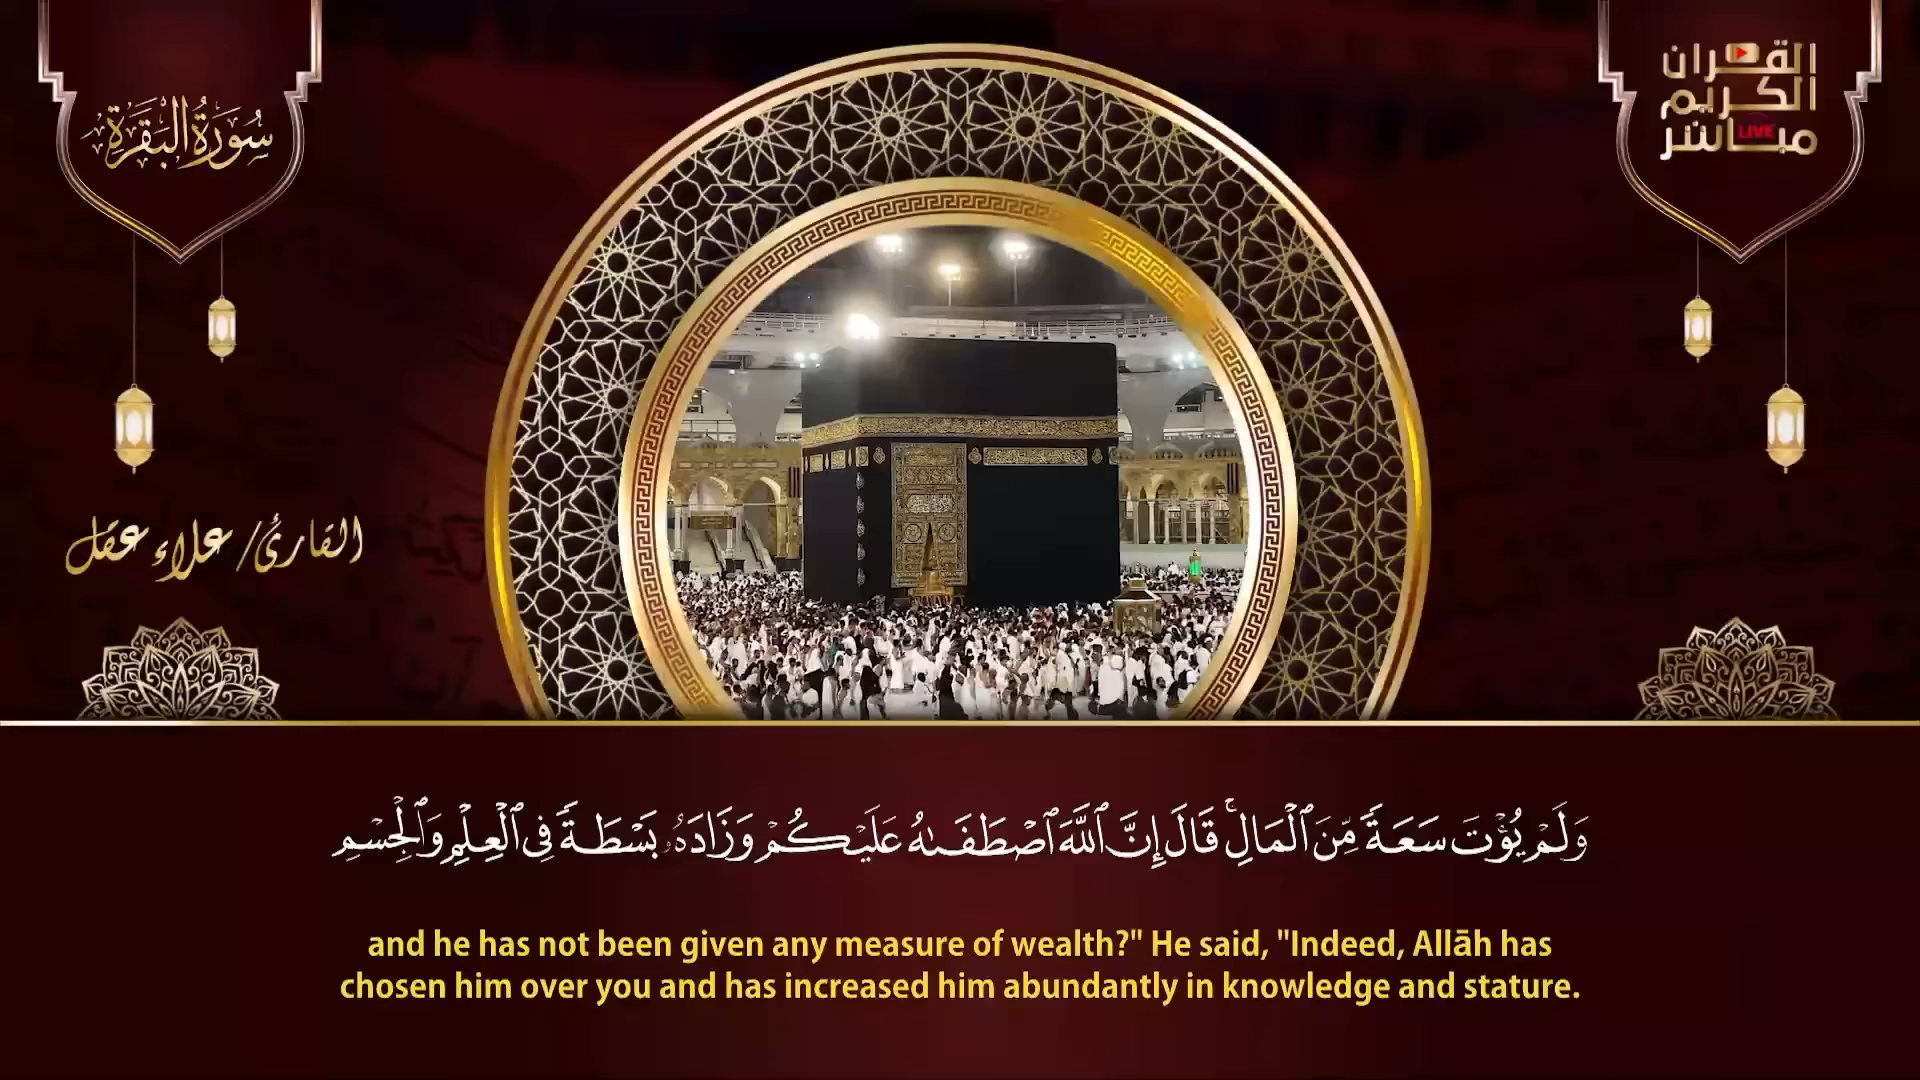 سُورَةُ البَقَرَةِ
القرآن
الكريم
مباشر
LIVE
القارئ/ علاء عقل
وَلَمْ يُؤْتَ سَعَةً مِّنَ ٱلْمَالِ ۚ قَالَ إِنَّ ٱللَّهَ ٱصْطَفَىٰهُ عَلَيْكُمْ وَزَادَهُۥ بَسْطَةً فِى ٱلْعِلْمِ وَٱلْجِسْمِ
and he has not been given any measure of wealth?" He said, "Indeed, Allāh has
chosen him over you and has increased him abundantly in knowledge and stature.